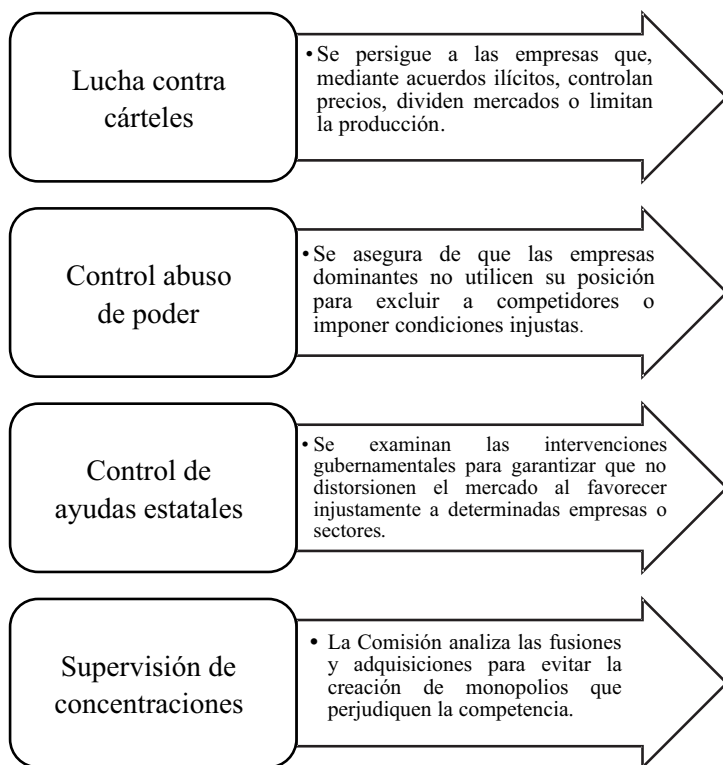 Lucha contra
cárteles
• Se persigue a las empresas que,
mediante acuerdos ilícitos, controlan
precios, dividen mercados o limitan
la producción.
Control abuso
de poder
• Se asegura de que las empresas
dominantes no utilicen su posición
para excluir a competidores o
imponer condiciones injustas.
Control de
ayudas estatales
• Se examinan las intervenciones
gubernamentales para garantizar que no
distorsionen el mercado al favorecer
injustamente a determinadas empresas o
sectores.
Supervisión de
concentraciones
• La Comisión analiza las fusiones
y adquisiciones para evitar la
creación de monopolios que
perjudiquen la competencia.